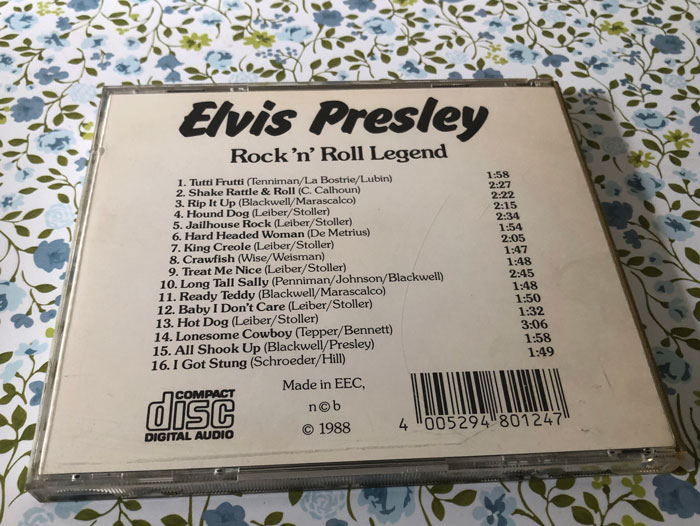 Elvis Presley
Rock 'n' Roll Legend
1. Tutti Frutti (Tenniman/La Bostrie/Lubin) 1:58
2. Shake Rattle & Roll (C. Calhoun) 2:27
3. Rip It Up (Blackwell/Marascalco) 2:22
4. Hound Dog (Leiber/Stoller) 2:15
5. Jailhouse Rock (Leiber/Stoller) 2:34
6. Hard Headed Woman (De Metrius) 1:54
7. King Creole (Leiber/Stoller) 2:05
8. Crawfish (Wise/Weisman) 1:47
9. Treat Me Nice (Leiber/Stoller) 1:48
10. Long Tall Sally (Penniman/Johnson/Blackwell) 2:45
11. Ready Teddy (Blackwell/Marascalco) 1:48
12. Baby I Don't Care (Leiber/Stoller) 1:50
13. Hot Dog (Leiber/Stoller) 1:32
14. Lonesome Cowboy (Tepper/Bennett) 3:06
15. All Shook Up (Blackwell/Presley) 1:58
16. I Got Stung (Schroeder/Hill) 1:49
COMPACT
disc
DIGITAL AUDIO
Made in EEC,
n © b
© 1988
4 005294 801247